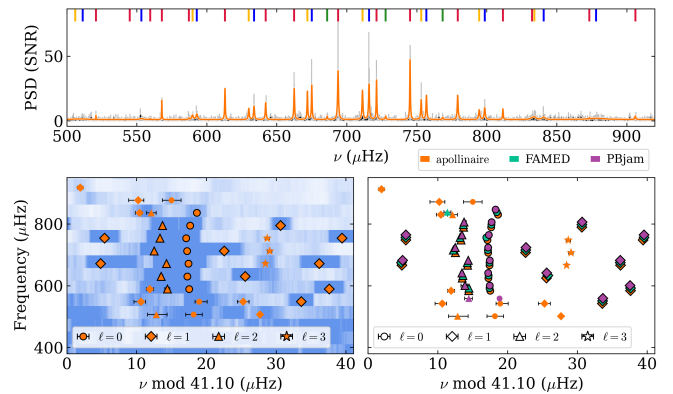 PSD (SNR)
50
0
500 550 600 650 700 750 800 850 900
ν (μHz)
apollinaire FAMED PBjam
Frequency (μHz)
800
600
400
ℓ = 0 ℓ = 1 ℓ = 2 ℓ = 3
ℓ = 0 ℓ = 1 ℓ = 2 ℓ = 3
0 10 20 30 40
0 10 20 30 40
ν mod 41.10 (μHz)
ν mod 41.10 (μHz)